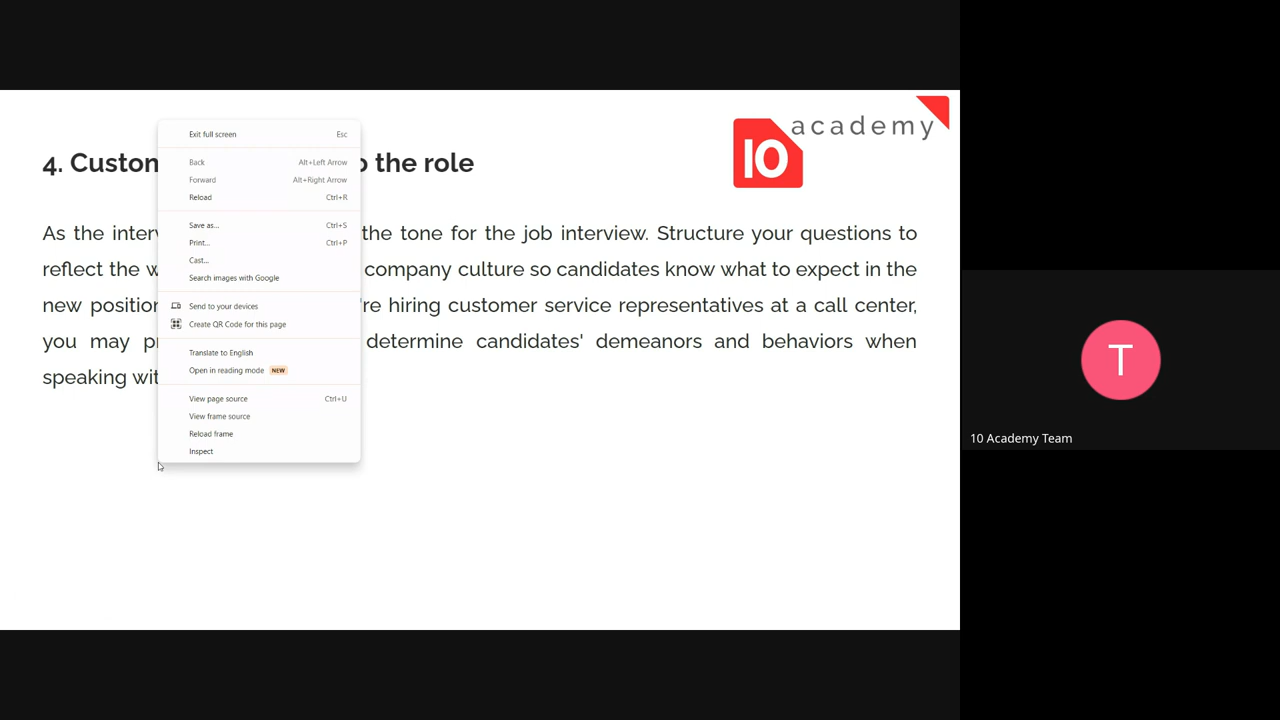 10 academy
4. Custom
o the role
As the interv
the tone for the job interview. Structure your questions to
reflect the w
company culture so candidates know what to expect in the
new position
're hiring customer service representatives at a call center,
you may pr
determine candidates' demeanors and behaviors when
speaking wit
Exit full screen Esc
Back Alt+Left Arrow
Forward Alt+Right Arrow
Reload Ctrl+R
Save as... Ctrl+S
Print... Ctrl+P
Cast...
Search images with Google
Send to your devices
Create QR Code for this page
Translate to English
Open in reading mode NEW
View page source Ctrl+U
View frame source
Reload frame
Inspect
T
10 Academy Team